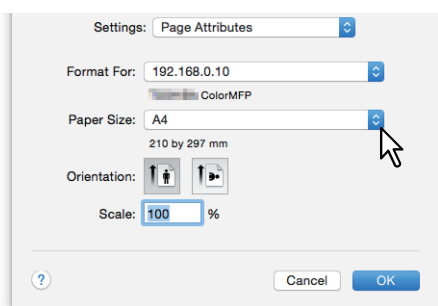 Settings: Page Attributes
Format For: 192.168.0.10
ColorMFP
Paper Size: A4
210 by 297 mm
Orientation:
Scale: 100 %
? Cancel OK